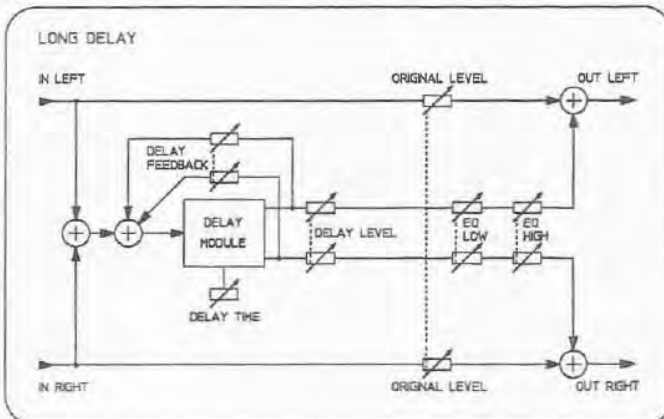 LONG DELAY
IN LEFT
ORIGNAL LEVEL
OUT LEFT
DELAY
FEEDBACK
DELAY
MODULE
DELAY LEVEL
EQ
LOW
EQ
HIGH
DELAY TIME
IN RIGHT
ORIGNAL LEVEL
OUT RIGHT